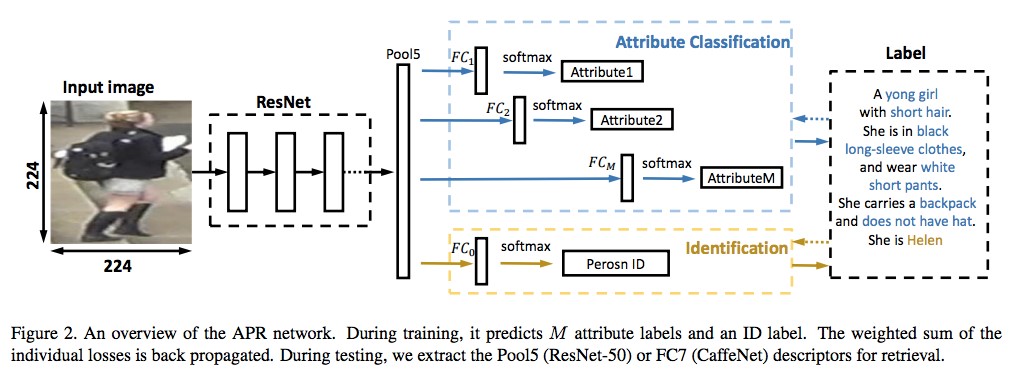 Input image
224
224
ResNet
Pool5
Attribute Classification
FC1
softmax
Attribute1
FC2
softmax
Attribute2
FCM
softmax
AttributeM
Identification
FC0
softmax
Perosn ID
Label
A yong girl
with short hair.
She is in black
long-sleeve clothes,
and wear white
short pants.
She carries a backpack
and does not have hat.
She is Helen
Figure 2. An overview of the APR network. During training, it predicts M attribute labels and an ID label. The weighted sum of the
individual losses is back propagated. During testing, we extract the Pool5 (ResNet-50) or FC7 (CaffeNet) descriptors for retrieval.